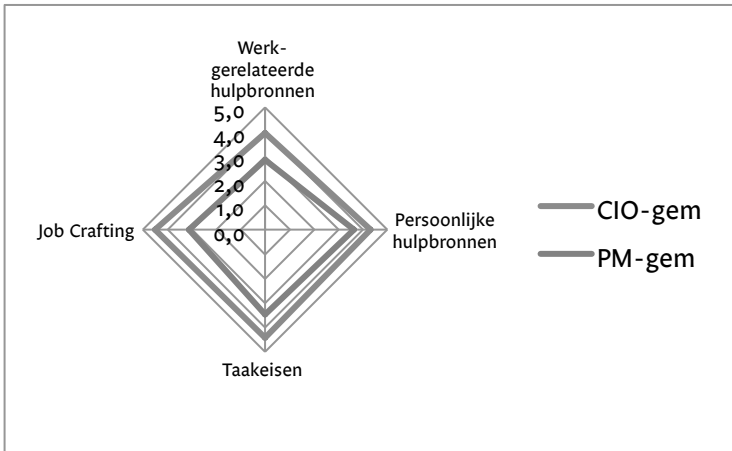 Werk-
gerelateerde
hulpbronnen
5,0
4,0
3,0
2,0
1,0
0,0
Job Crafting
Persoonlijke
hulpbronnen
Taakeisen
CIO-gem
PM-gem